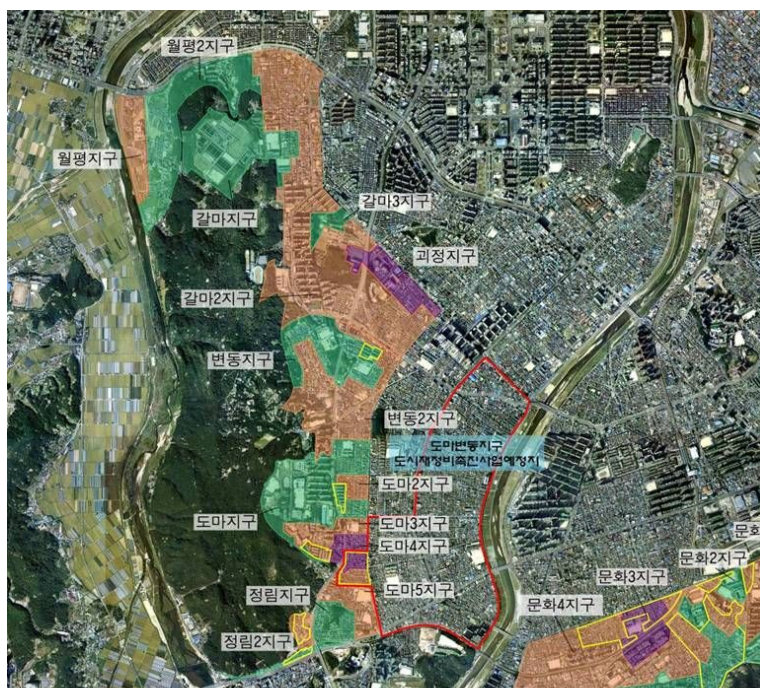 월평2지구
월평지구
갈마지구
갈마3지구
괴정지구
갈마2지구
변동지구
변동2지구
도마변동지구
도시재정비촉진사업예정지
도마2지구
도마지구
도마3지구
도마4지구
도마5지구
정림지구
정림2지구
문화
문화2지구
문화3지구
문화4지구